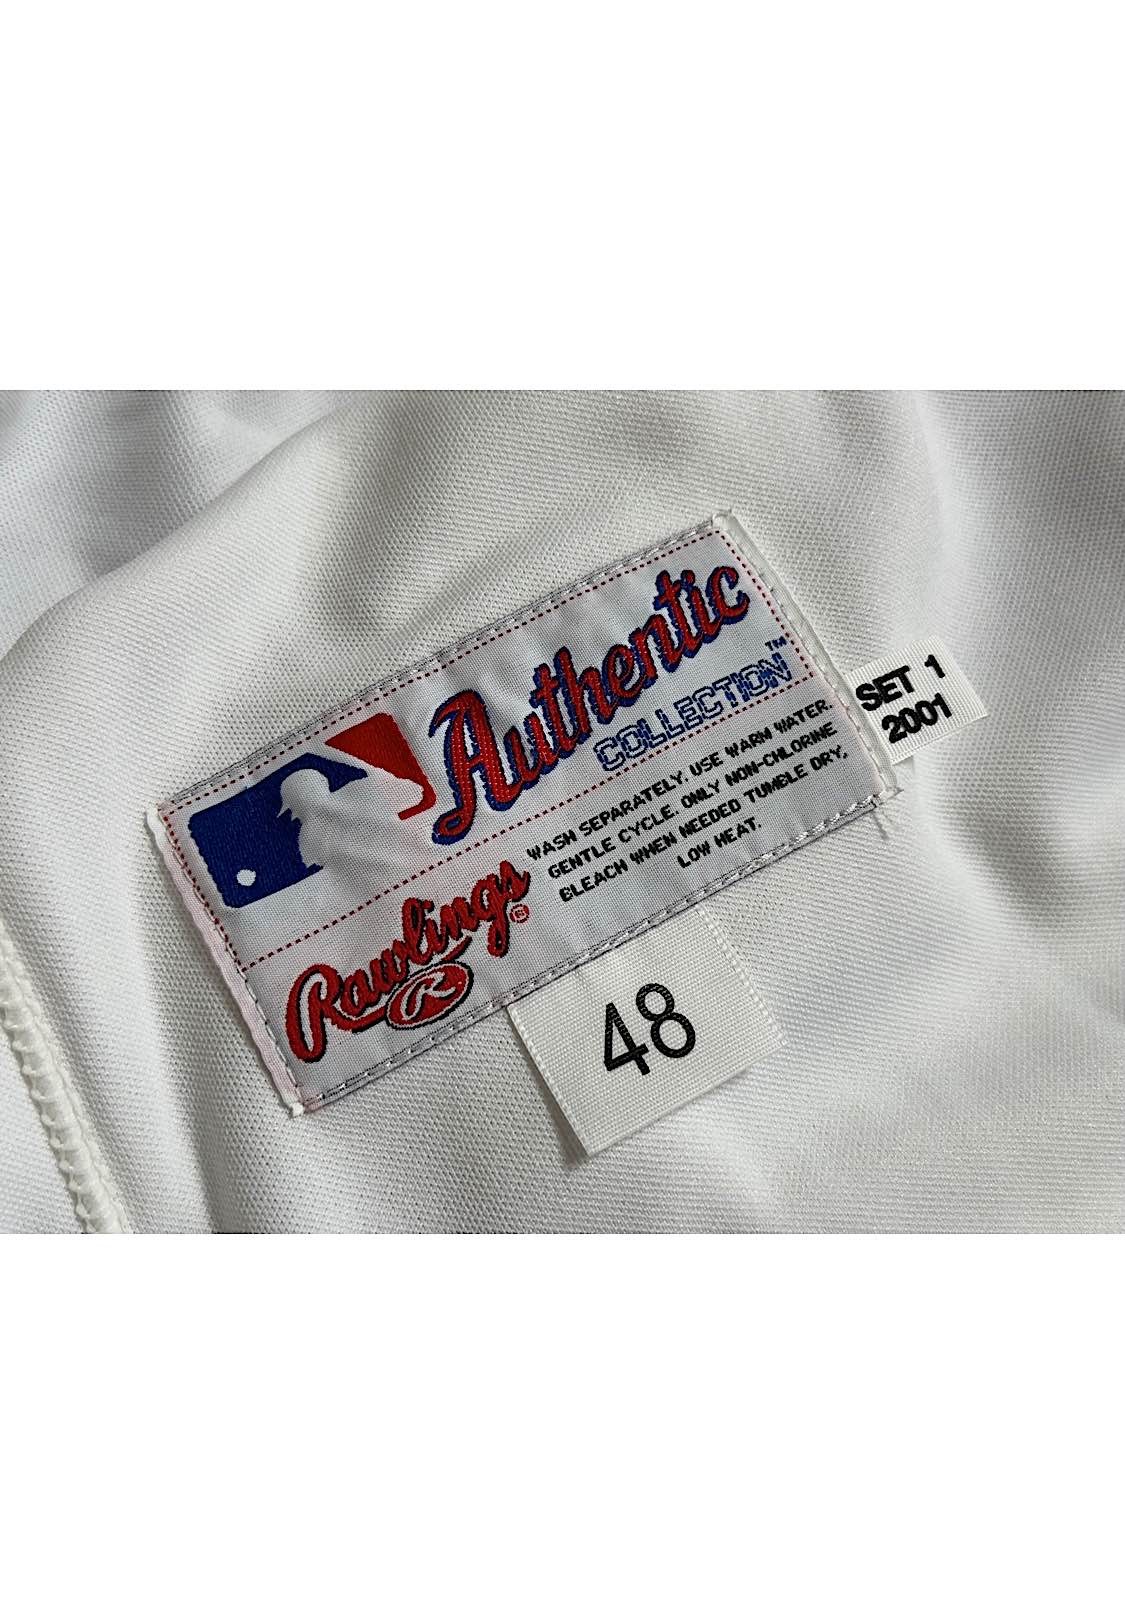 Authentic
COLLECTION™
Rawlings®
R
WASH SEPARATELY. USE WARM WATER.
GENTLE CYCLE. ONLY NON-CHLORINE
BLEACH WHEN NEEDED TUMBLE DRY,
LOW HEAT.
SET 1
2001
48